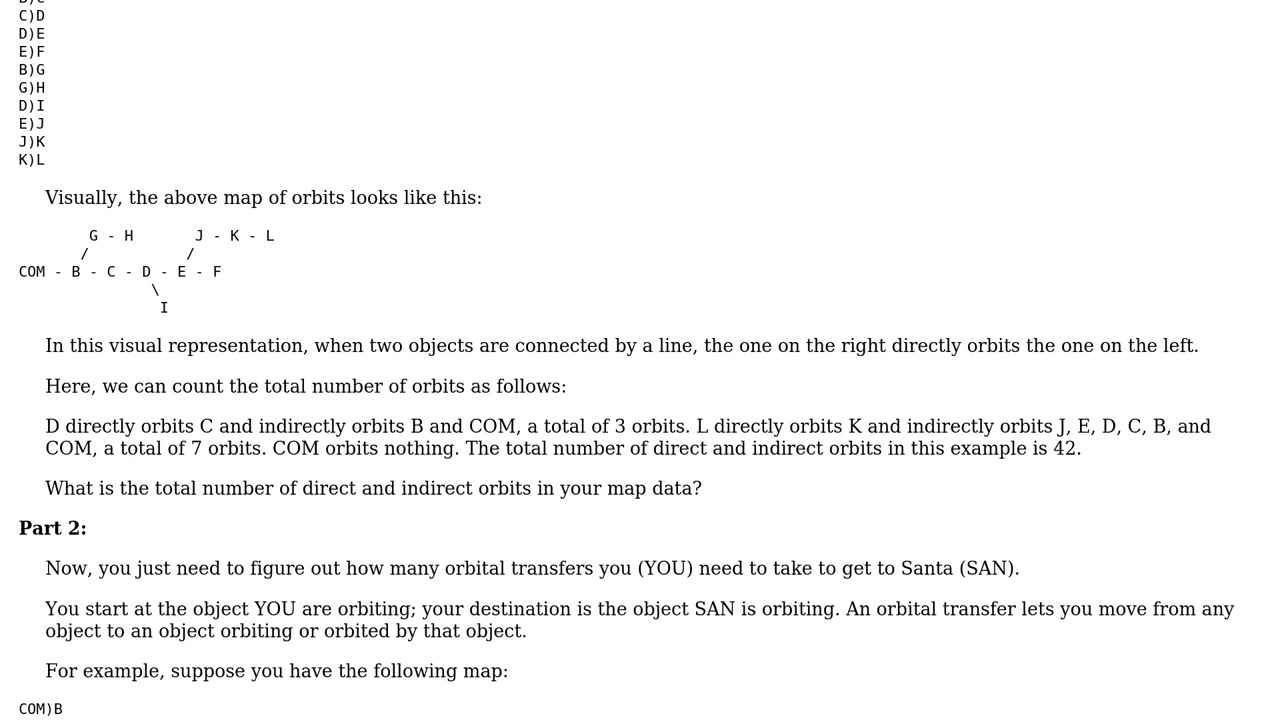 B)C
C)D
D)E
E)F
B)G
G)H
D)I
E)J
J)K
K)L
Visually, the above map of orbits looks like this:
        G - H       J - K - L
       /           /
COM - B - C - D - E - F
               \
                I
In this visual representation, when two objects are connected by a line, the one on the right directly orbits the one on the left.
Here, we can count the total number of orbits as follows:
D directly orbits C and indirectly orbits B and COM, a total of 3 orbits. L directly orbits K and indirectly orbits J, E, D, C, B, and
COM, a total of 7 orbits. COM orbits nothing. The total number of direct and indirect orbits in this example is 42.
What is the total number of direct and indirect orbits in your map data?
Part 2:
Now, you just need to figure out how many orbital transfers you (YOU) need to take to get to Santa (SAN).
You start at the object YOU are orbiting; your destination is the object SAN is orbiting. An orbital transfer lets you move from any
object to an object orbiting or orbited by that object.
For example, suppose you have the following map:
COM)B